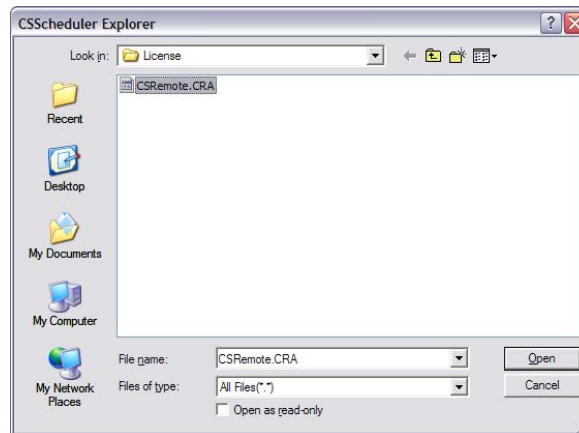 CSScheduler Explorer
Look in: License
CSRemote.CRA
Recent
Desktop
My Documents
My Computer
My Network
Places
File name: CSRemote.CRA Open
Files of type: All Files(*.*) Cancel
Open as read-only